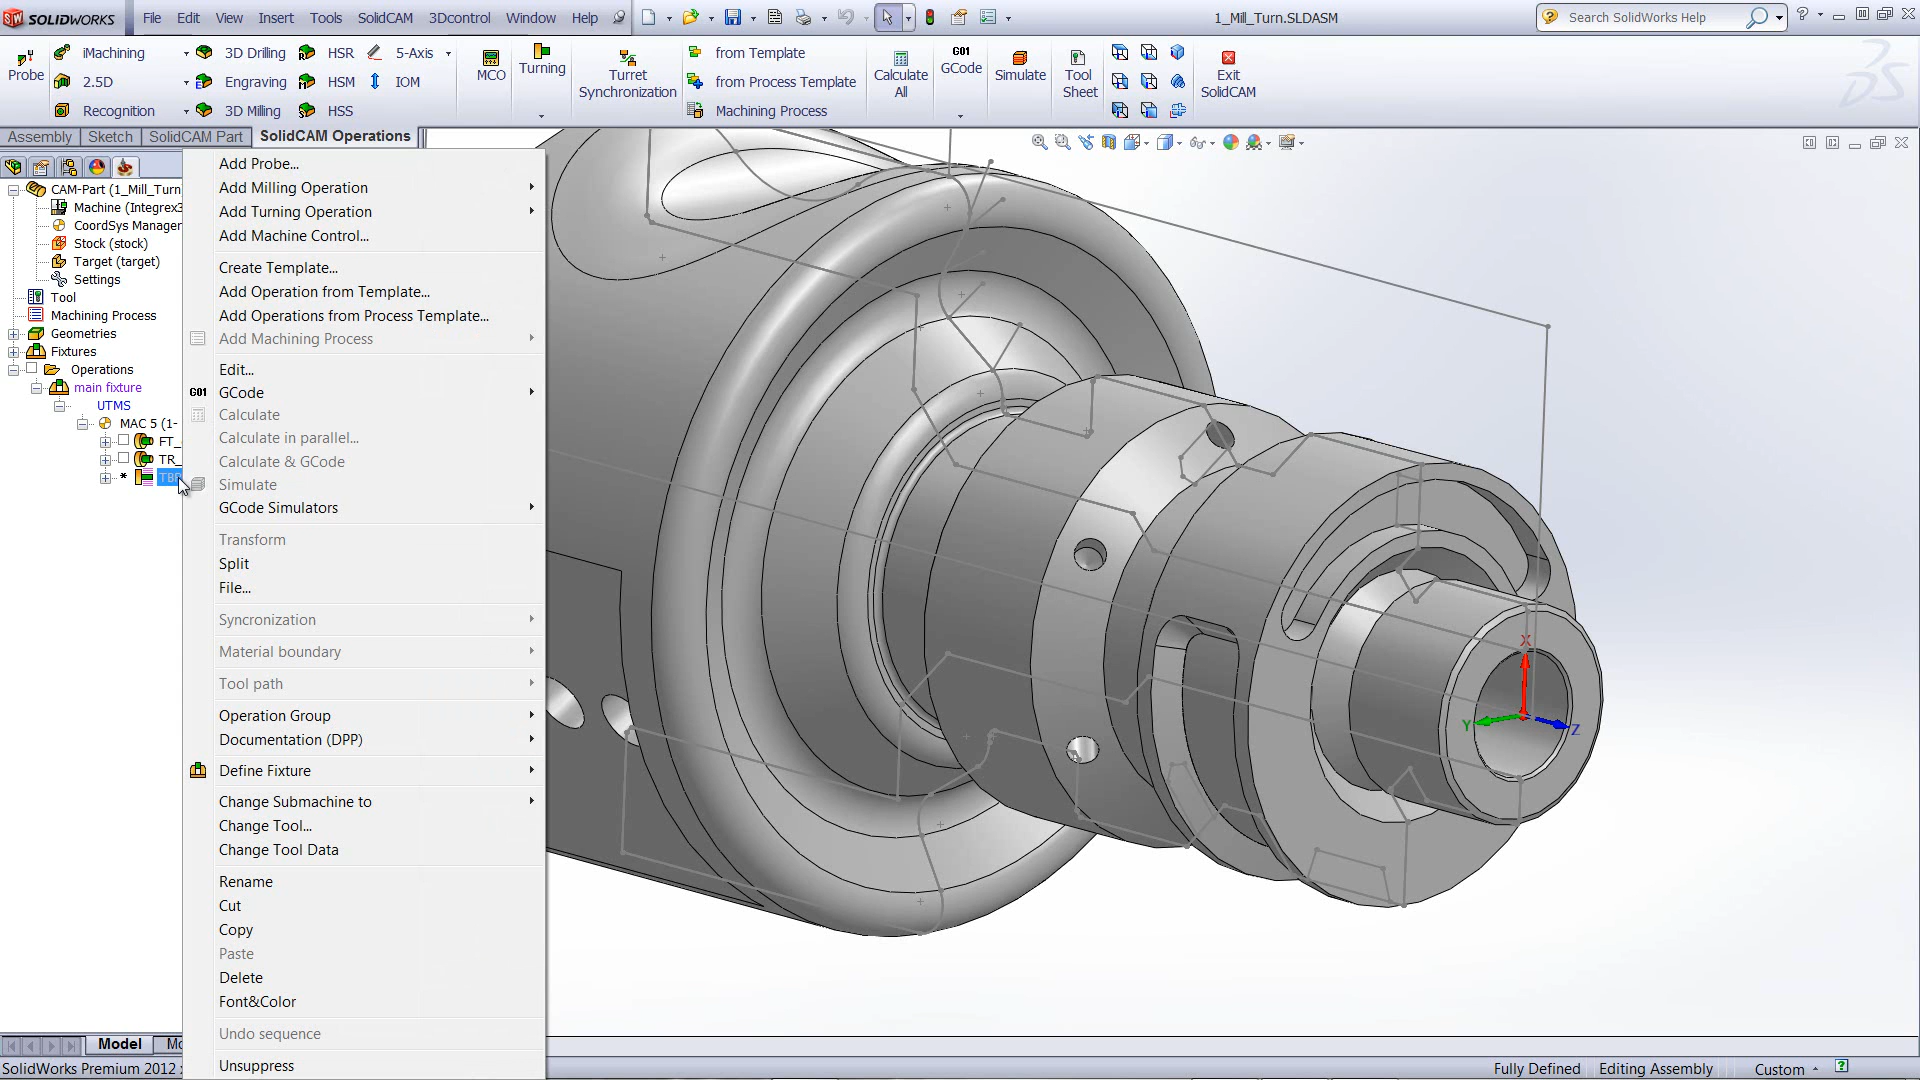 SOLIDWORKS
File Edit View Insert Tools SolidCAM 3Dcontrol Window Help
1_Mill_Turn.SLDASM
Search SolidWorks Help
Probe
iMachining
2.5D
Recognition
3D Drilling
Engraving
3D Milling
HSR
HSM
HSS
5-Axis
IOM
MCO
Turning
Turret
Synchronization
from Template
from Process Template
Machining Process
Calculate
All
G01
GCode
Simulate
Tool
Sheet
Exit
SolidCAM
Assembly Sketch SolidCAM Part SolidCAM Operations
CAM-Part (1_Mill_Turn
Machine (Integrex3
CoordSys Manager
Stock (stock)
Target (target)
Settings
Tool
Machining Process
Geometries
Fixtures
Operations
main fixture
UTMS
MAC 5 (1-
FT_
TR_
Add Probe...
Add Milling Operation
Add Turning Operation
Add Machine Control...
Create Template...
Add Operation from Template...
Add Operations from Process Template...
Add Machining Process
Edit...
G01 GCode
Calculate
Calculate in parallel...
Calculate & GCode
Simulate
GCode Simulators
Transform
Split
File...
Syncronization
Material boundary
Tool path
Operation Group
Documentation (DPP)
Define Fixture
Change Submachine to
Change Tool...
Change Tool Data
Rename
Cut
Copy
Paste
Delete
Font&Color
Undo sequence
Unsuppress
X
Y
Z
Model
SolidWorks Premium 2012
Fully Defined Editing Assembly Custom